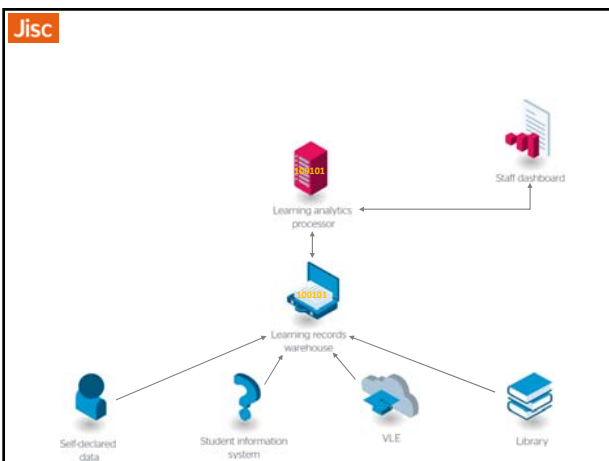 Jisc
Staff dashboard
100101
Learning analytics
processor
100101
Learning records
warehouse
Self-declared
data
Student information
system
VLE
Library